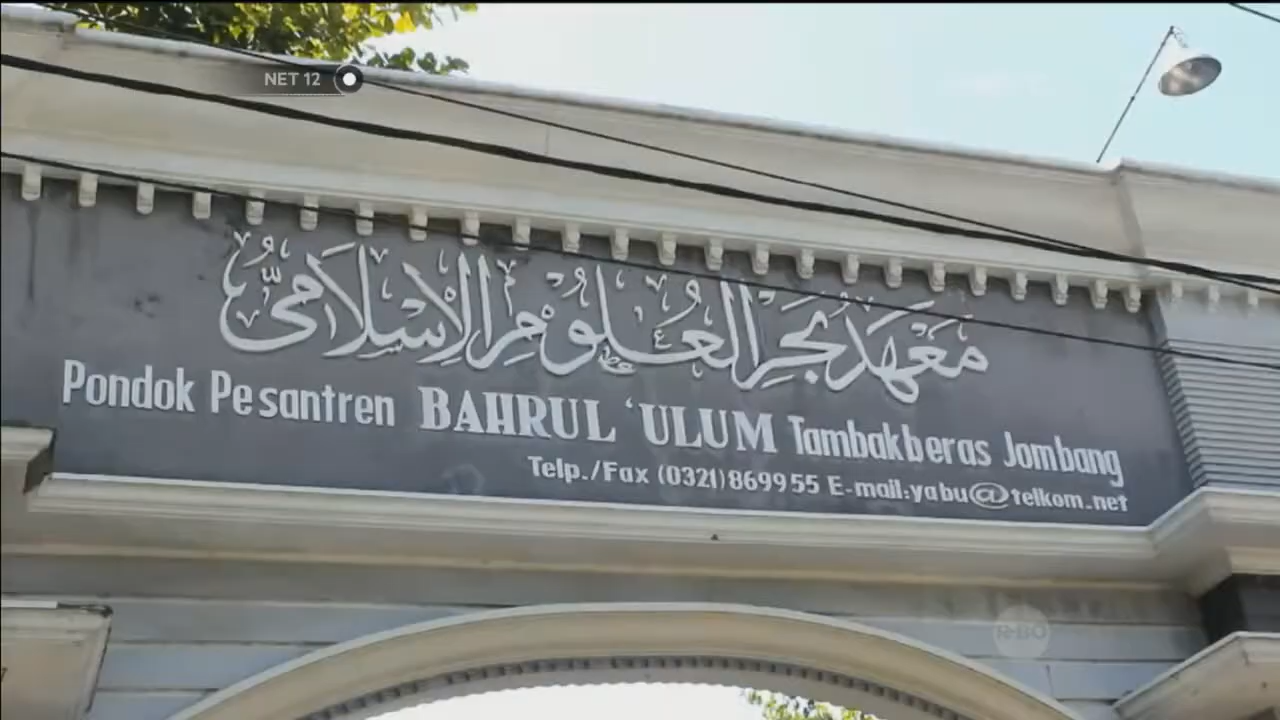 NET 12
معهد بحر العلوم الإسلامي
Pondok Pesantren BAHRUL 'ULUM Tambakberas Jombang
Telp./Fax (0321)869955 E-mail:yabu@telkom.net